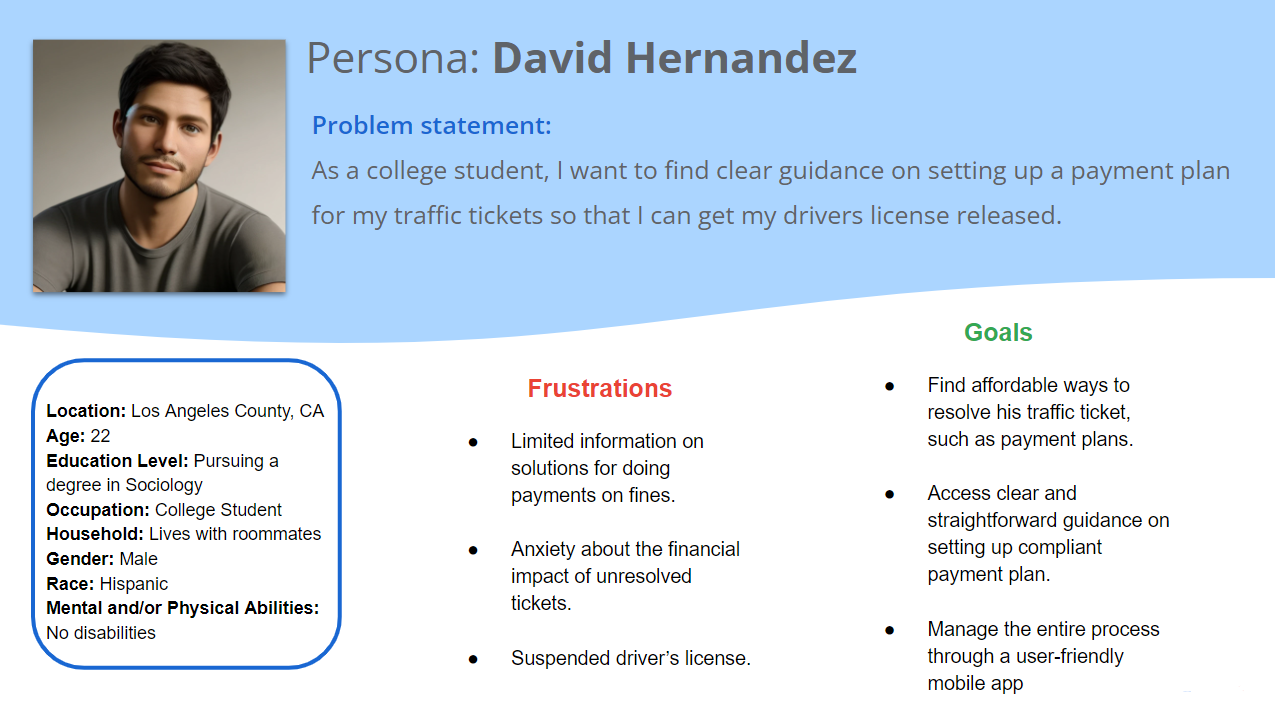 Persona: David Hernandez
Problem statement:
As a college student, I want to find clear guidance on setting up a payment plan
for my traffic tickets so that I can get my drivers license released.
Location: Los Angeles County, CA
Age: 22
Education Level: Pursuing a
degree in Sociology
Occupation: College Student
Household: Lives with roommates
Gender: Male
Race: Hispanic
Mental and/or Physical Abilities:
No disabilities
Frustrations
● Limited information on
solutions for doing
payments on fines.
● Anxiety about the financial
impact of unresolved
tickets.
● Suspended driver’s license.
Goals
● Find affordable ways to
resolve his traffic ticket,
such as payment plans.
● Access clear and
straightforward guidance on
setting up compliant
payment plan.
● Manage the entire process
through a user-friendly
mobile app